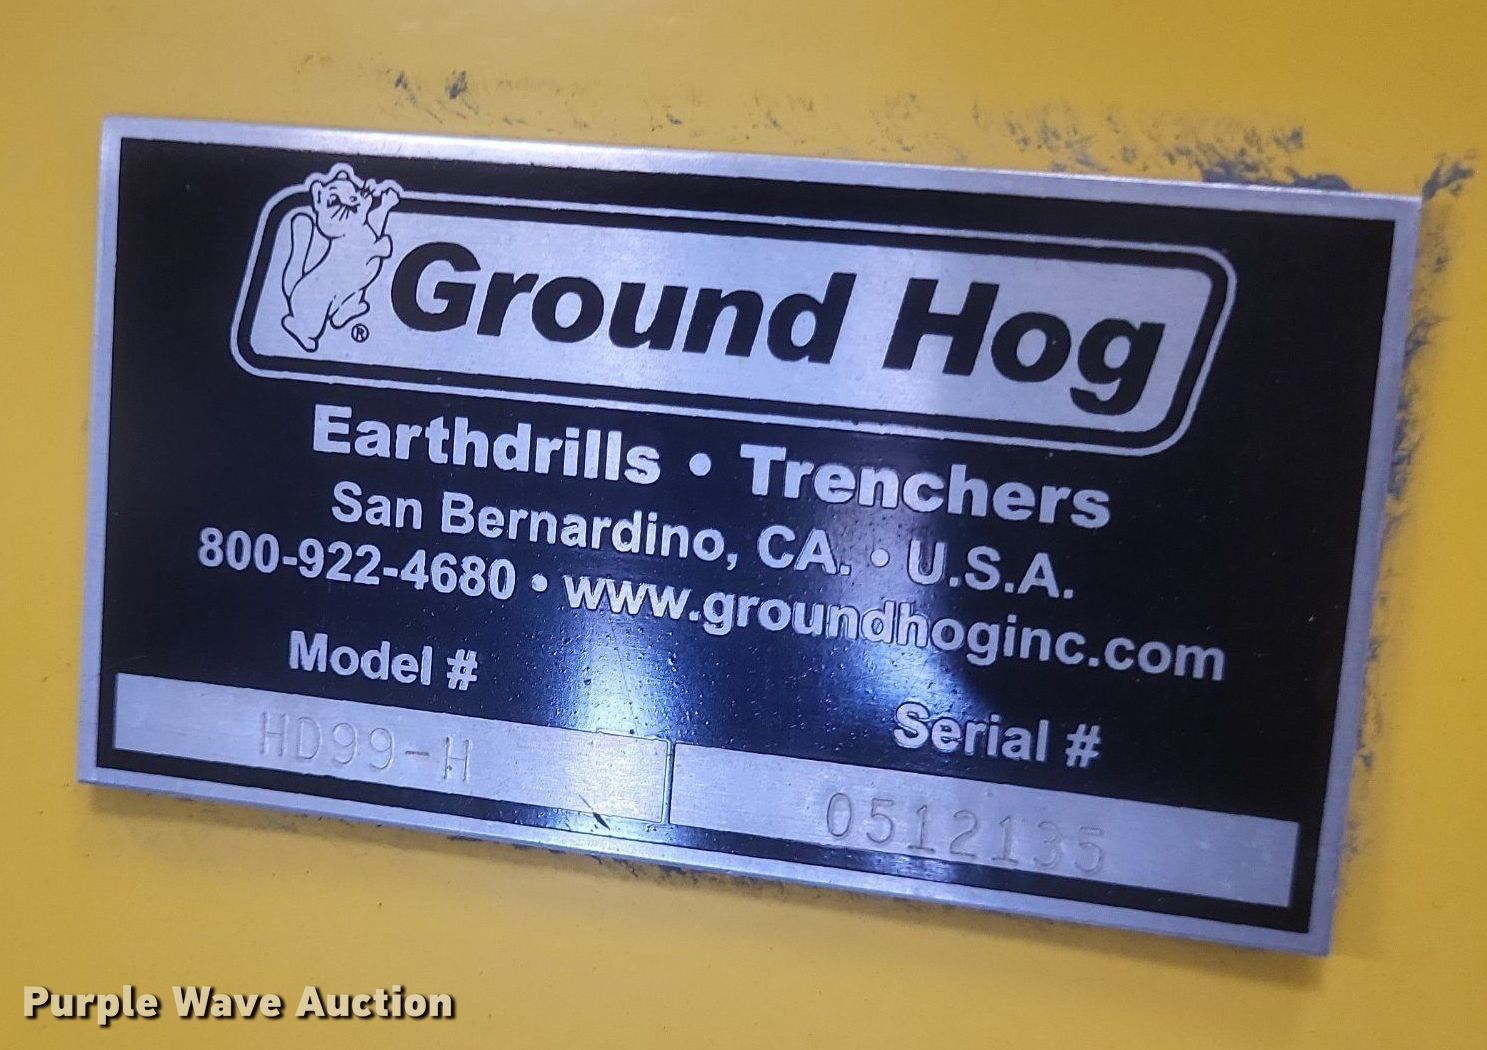 Ground Hog
®
Earthdrills • Trenchers
San Bernardino, CA. • U.S.A.
800-922-4680 • www.groundhoginc.com
Model #
HD99-H
Serial #
0512135
Purple Wave Auction